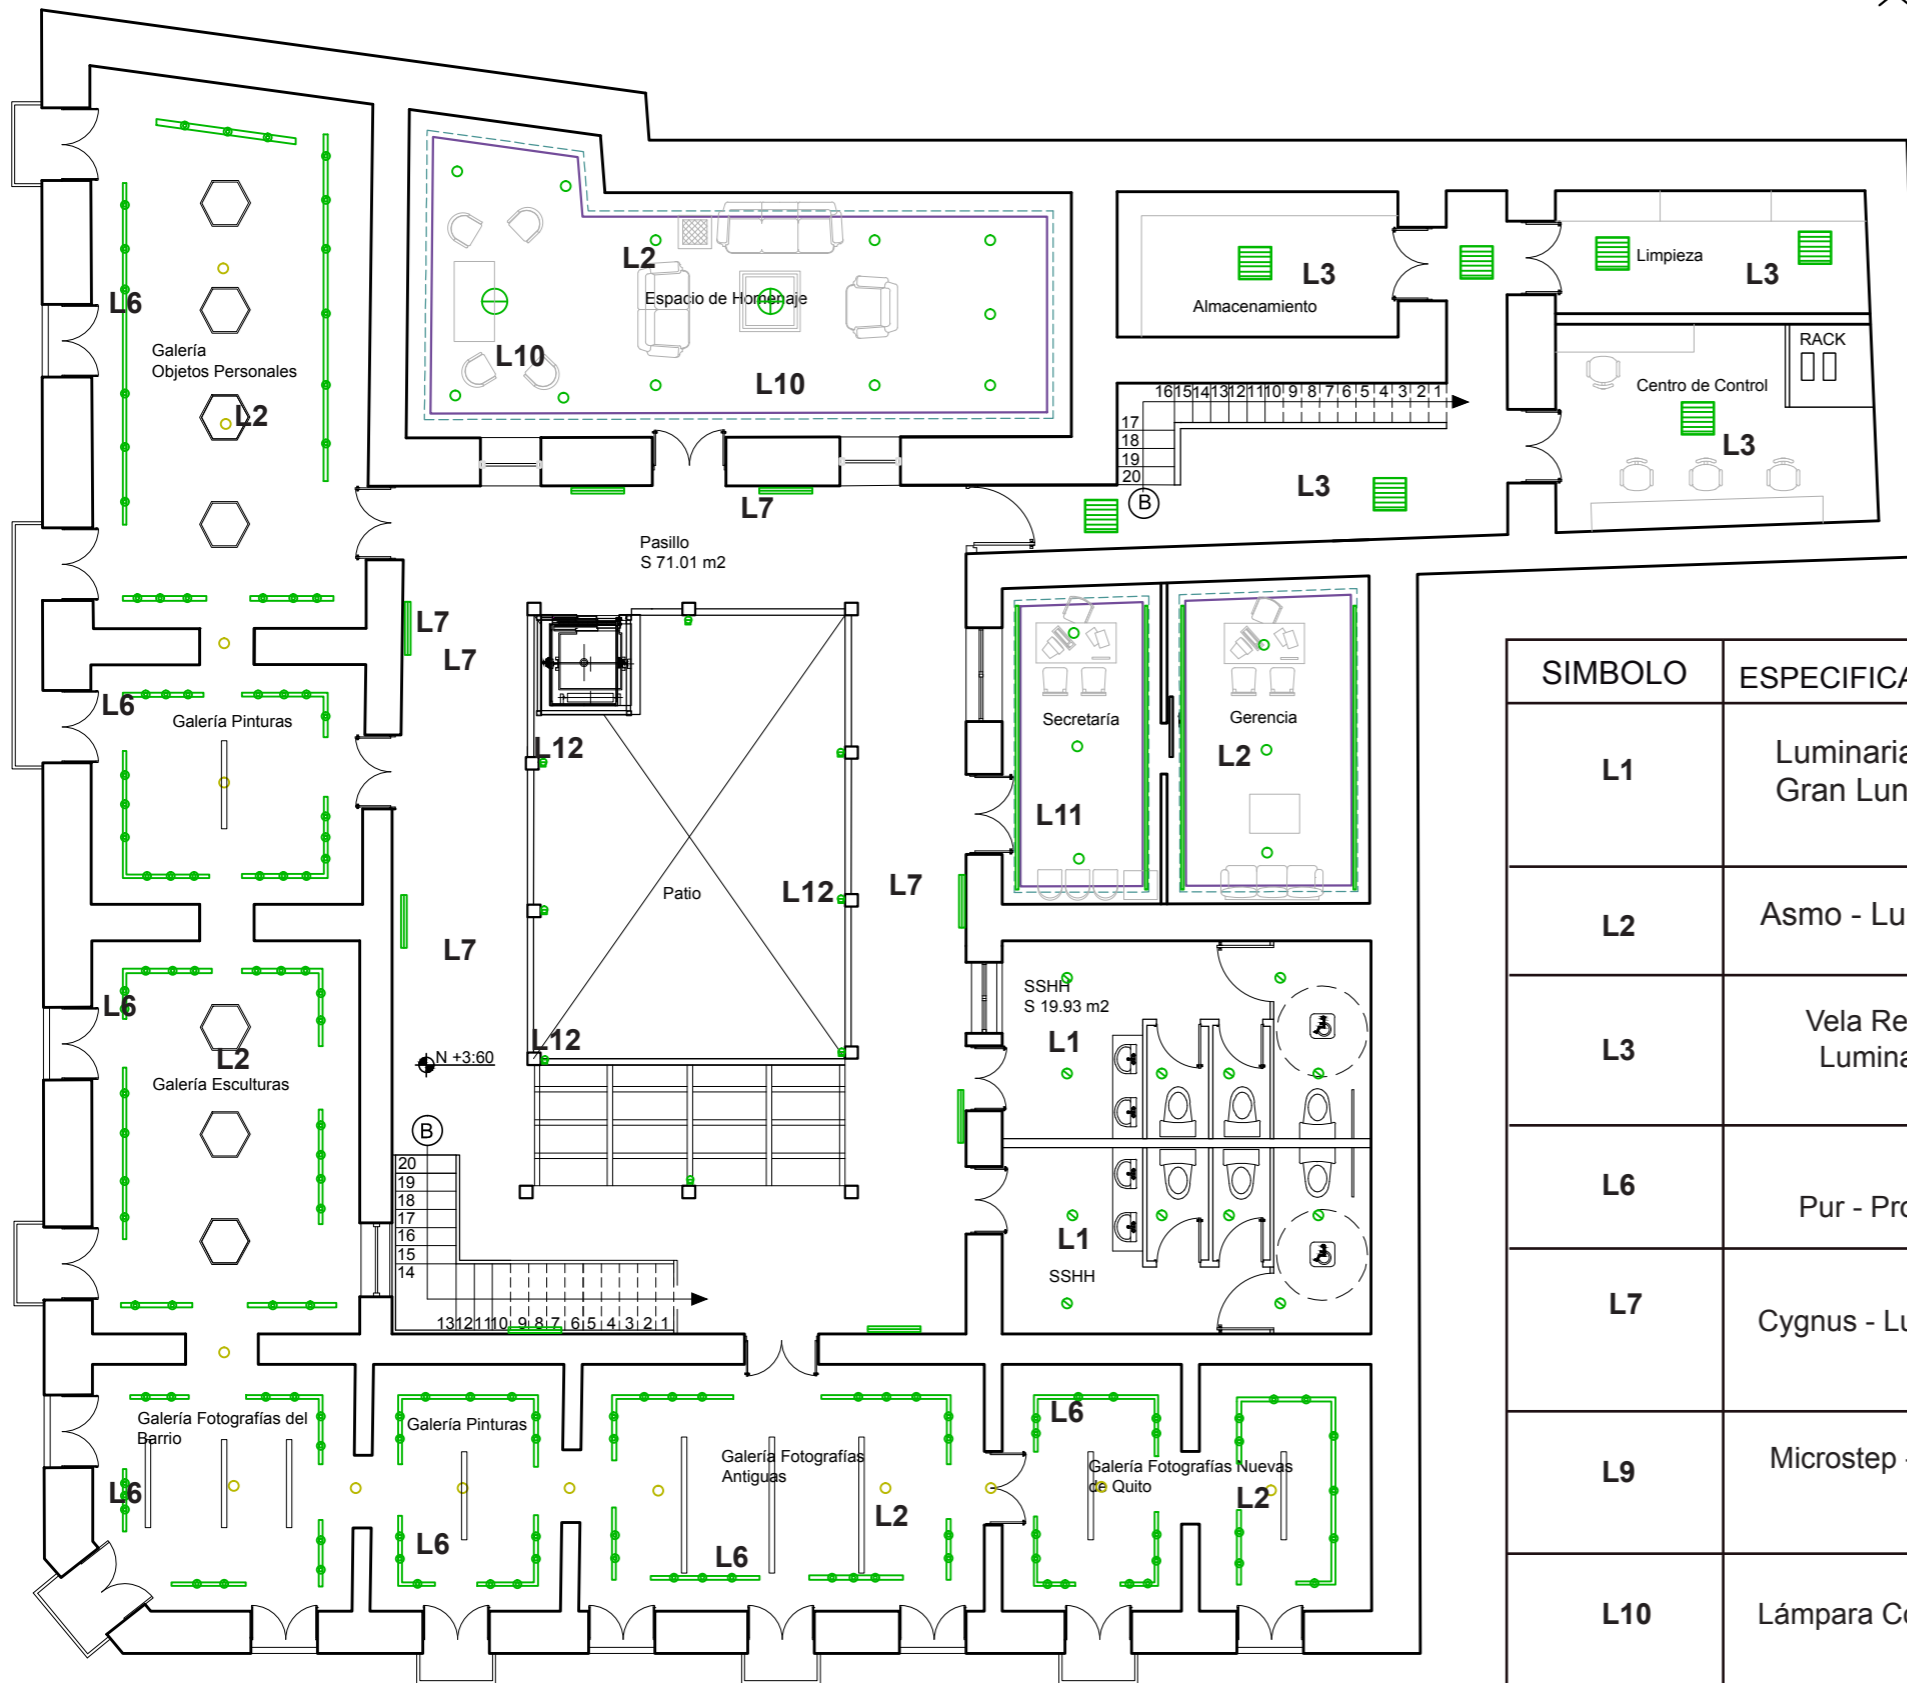 L6
Galería
Objetos Personales
L2
L2
Espacio de Homenaje
L10
L10
L3
Almacenamiento
Limpieza
L3
RACK
Centro de Control
L3
16 15 14 13 12 11 10 9 8 7 6 5 4 3 2 1
17
18
19
20
B
L3
L7
Pasillo
S 71.01 m2
L7
L7
L6
Galería Pinturas
L12
Patio
L12
L7
L7
Secretaría
Gerencia
L2
L11
L6
L2
Galería Esculturas
L12
N +3:60
SSHH
S 19.93 m2
L1
L1
SSHH
B
20
19
18
17
16
15
14
13 12 11 10 9 8 7 6 5 4 3 2 1
Galería Fotografías del
Barrio
L6
Galería Pinturas
L6
Galería Fotografías
Antiguas
L2
L6
L6
Galería Fotografías Nuevas
de Quito
L2
SIMBOLO
ESPECIFICA
L1
Luminaria
Gran Lun
L2
Asmo - Lu
L3
Vela Re
Lumina
L6
Pur - Pro
L7
Cygnus - Lu
L9
Microstep -
L10
Lámpara Co